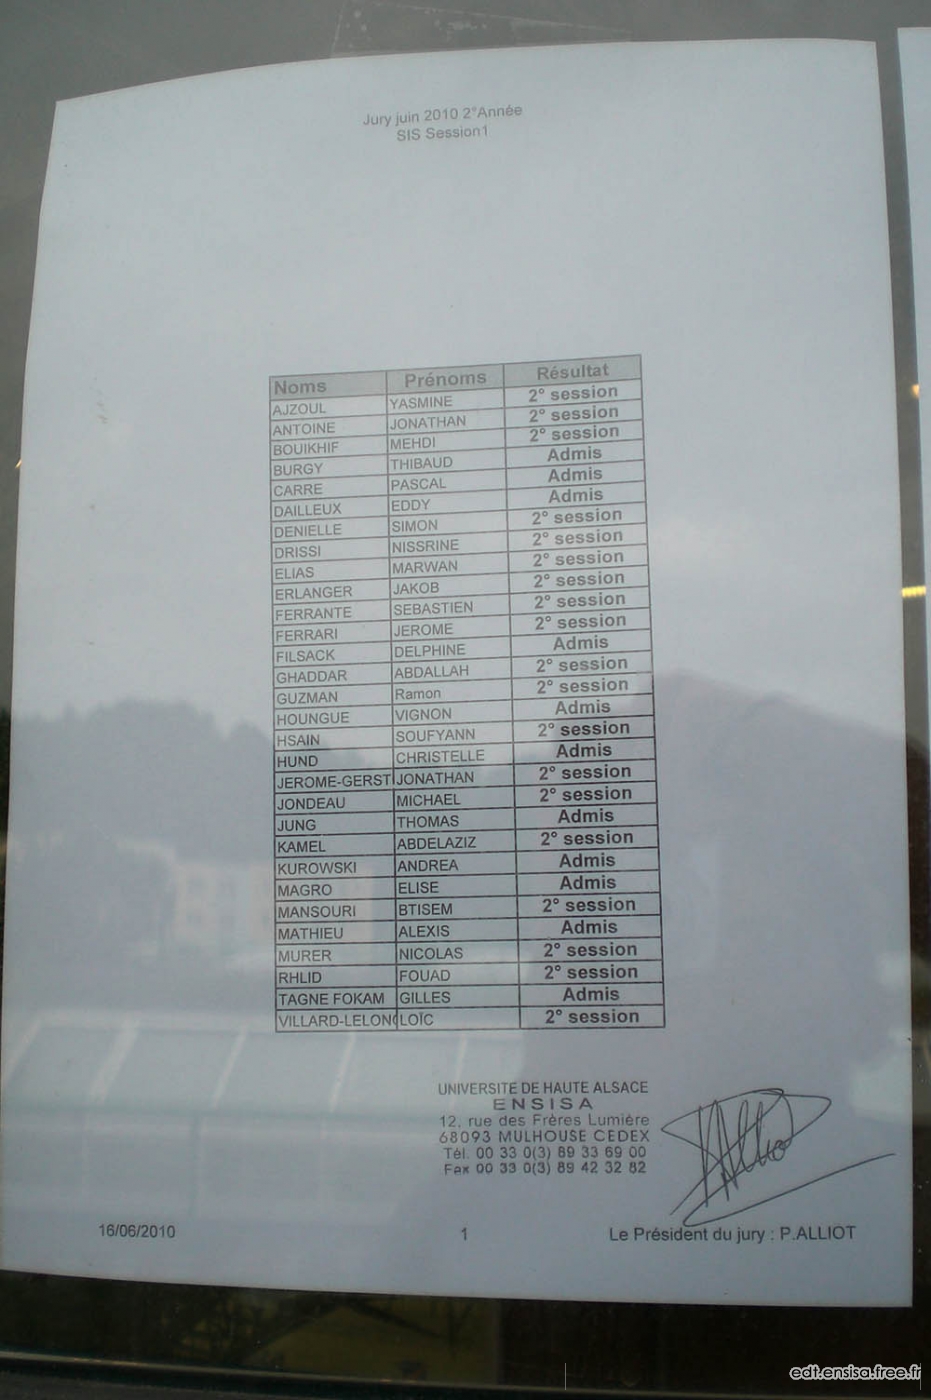 Jury juin 2010 2°Année
SIS Session1
Noms Prénoms Résultat
AJZOUL YASMINE 2° session
ANTOINE JONATHAN 2° session
BOUIKHIF MEHDI 2° session
BURGY THIBAUD Admis
CARRE PASCAL Admis
DAILLEUX EDDY Admis
DENIELLE SIMON 2° session
DRISSI NISSRINE 2° session
ELIAS MARWAN 2° session
ERLANGER JAKOB 2° session
FERRANTE SEBASTIEN 2° session
FERRARI JEROME 2° session
FILSACK DELPHINE Admis
GHADDAR ABDALLAH 2° session
GUZMAN Ramon 2° session
HOUNGUE VIGNON Admis
HSAIN SOUFYANN 2° session
HUND CHRISTELLE Admis
JEROME-GERST JONATHAN 2° session
JONDEAU MICHAEL 2° session
JUNG THOMAS Admis
KAMEL ABDELAZIZ 2° session
KUROWSKI ANDREA Admis
MAGRO ELISE Admis
MANSOURI BTISEM 2° session
MATHIEU ALEXIS Admis
MURER NICOLAS 2° session
RHLID FOUAD 2° session
TAGNE FOKAM GILLES Admis
VILLARD-LELONG LOÏC 2° session
UNIVERSITE DE HAUTE ALSACE
ENSISA
12, rue des Frères Lumière
68093 MULHOUSE CEDEX
Tél. 00 33 0(3) 89 33 69 00
Fax 00 33 0(3) 89 42 32 82
16/06/2010 1 Le Président du jury : P.ALLIOT
edt.ensisa.free.fr